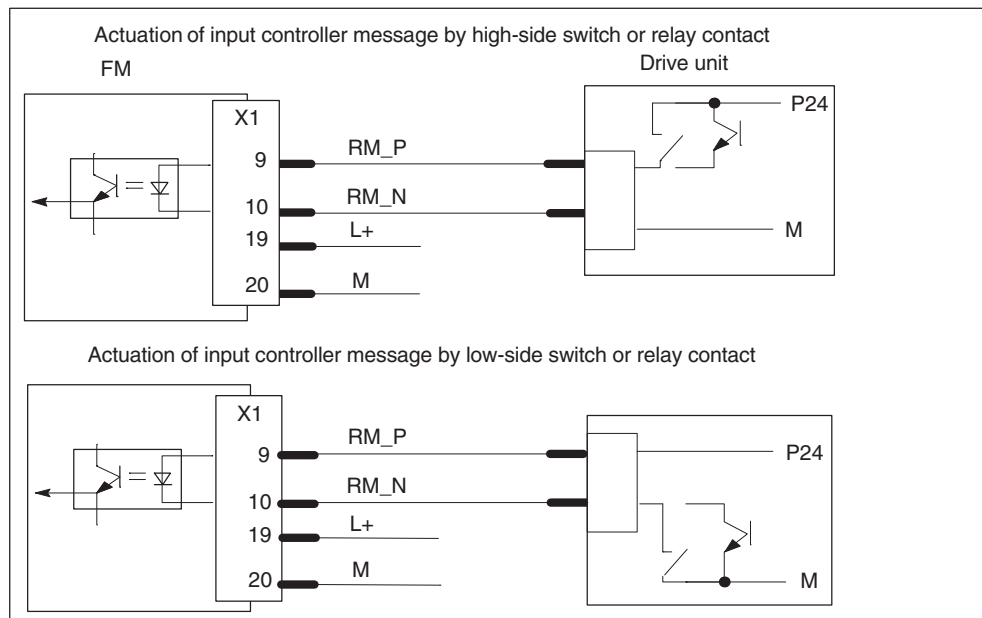 Actuation of input controller message by high-side switch or relay contact
FM
Drive unit
X1
P24
9
RM_P
10
RM_N
19
L+
M
20
M
Actuation of input controller message by low-side switch or relay contact
X1
9
RM_P
P24
10
RM_N
19
L+
20
M
M